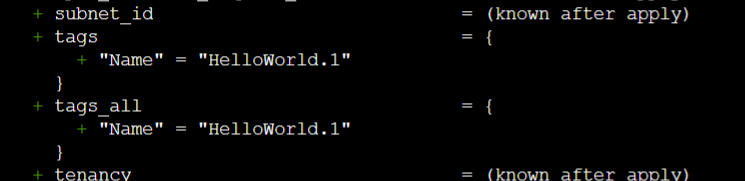 + subnet_id = (known after apply)
+ tags = {
+ "Name" = "HelloWorld.1"
}
+ tags_all = {
+ "Name" = "HelloWorld.1"
}
+ tenancy = (known after apply)